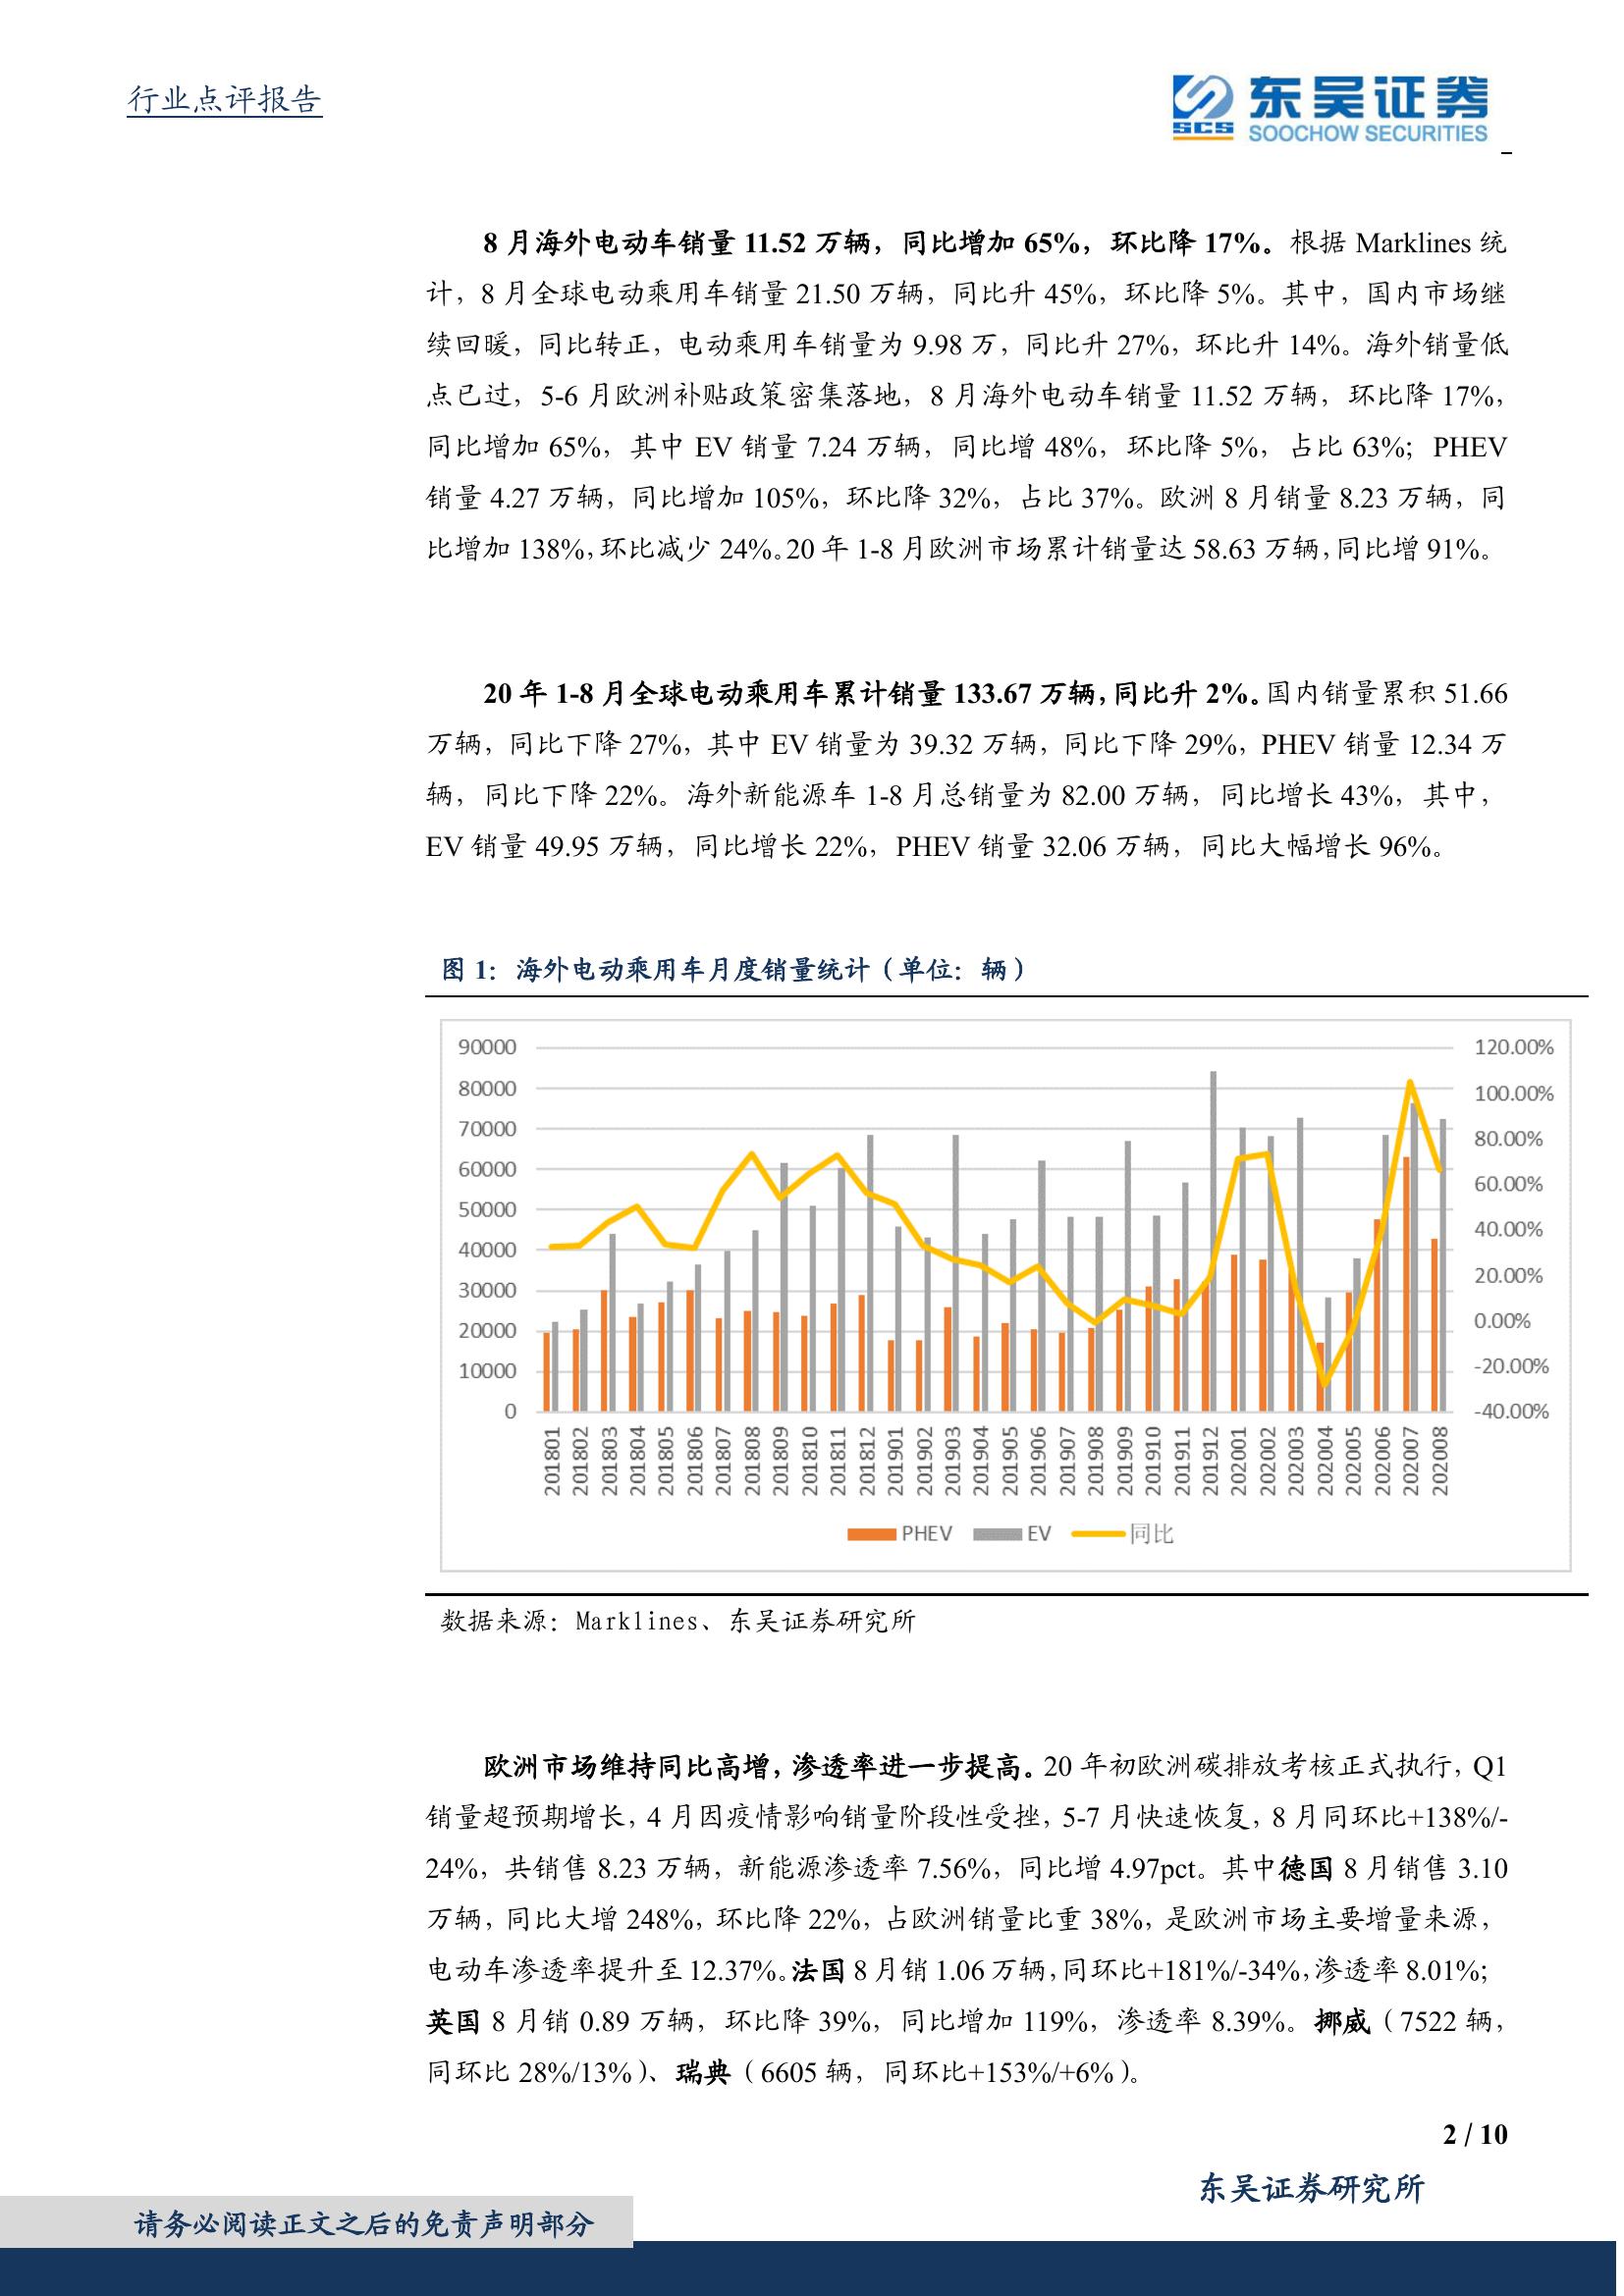 行业点评报告
SCS
东吴证券
SOOCHOW SECURITIES
8 月海外电动车销量 11.52 万辆，同比增加 65%，环比降 17%。根据 Marklines 统
计，8 月全球电动乘用车销量 21.50 万辆，同比升 45%，环比降 5%。其中，国内市场继
续回暖，同比转正，电动乘用车销量为 9.98 万，同比升 27%，环比升 14%。海外销量低
点已过，5-6 月欧洲补贴政策密集落地，8 月海外电动车销量 11.52 万辆，环比降 17%，
同比增加 65%，其中 EV 销量 7.24 万辆，同比增 48%，环比降 5%，占比 63%；PHEV
销量 4.27 万辆，同比增加 105%，环比降 32%，占比 37%。欧洲 8 月销量 8.23 万辆，同
比增加 138%，环比减少 24%。20 年 1-8 月欧洲市场累计销量达 58.63 万辆，同比增 91%。
20 年 1-8 月全球电动乘用车累计销量 133.67 万辆，同比升 2%。国内销量累积 51.66
万辆，同比下降 27%，其中 EV 销量为 39.32 万辆，同比下降 29%，PHEV 销量 12.34 万
辆，同比下降 22%。海外新能源车 1-8 月总销量为 82.00 万辆，同比增长 43%，其中，
EV 销量 49.95 万辆，同比增长 22%，PHEV 销量 32.06 万辆，同比大幅增长 96%。
图 1：海外电动乘用车月度销量统计（单位：辆）
90000
80000
70000
60000
50000
40000
30000
20000
10000
0
120.00%
100.00%
80.00%
60.00%
40.00%
20.00%
0.00%
-20.00%
-40.00%
201801
201802
201803
201804
201805
201806
201807
201808
201809
201810
201811
201812
201901
201902
201903
201904
201905
201906
201907
201908
201909
201910
201911
201912
202001
202002
202003
202004
202005
202006
202007
202008
PHEV EV 同比
数据来源：Marklines、东吴证券研究所
欧洲市场维持同比高增，渗透率进一步提高。20 年初欧洲碳排放考核正式执行，Q1
销量超预期增长，4 月因疫情影响销量阶段性受挫，5-7 月快速恢复，8 月同环比+138%/-
24%，共销售 8.23 万辆，新能源渗透率 7.56%，同比增 4.97pct。其中德国 8 月销售 3.10
万辆，同比大增 248%，环比降 22%，占欧洲销量比重 38%，是欧洲市场主要增量来源，
电动车渗透率提升至 12.37%。法国 8 月销 1.06 万辆，同环比+181%/-34%，渗透率 8.01%；
英国 8 月销 0.89 万辆，环比降 39%，同比增加 119%，渗透率 8.39%。挪威（7522 辆，
同环比 28%/13%）、瑞典（6605 辆，同环比+153%/+6%）。
2 / 10
东吴证券研究所
请务必阅读正文之后的免责声明部分